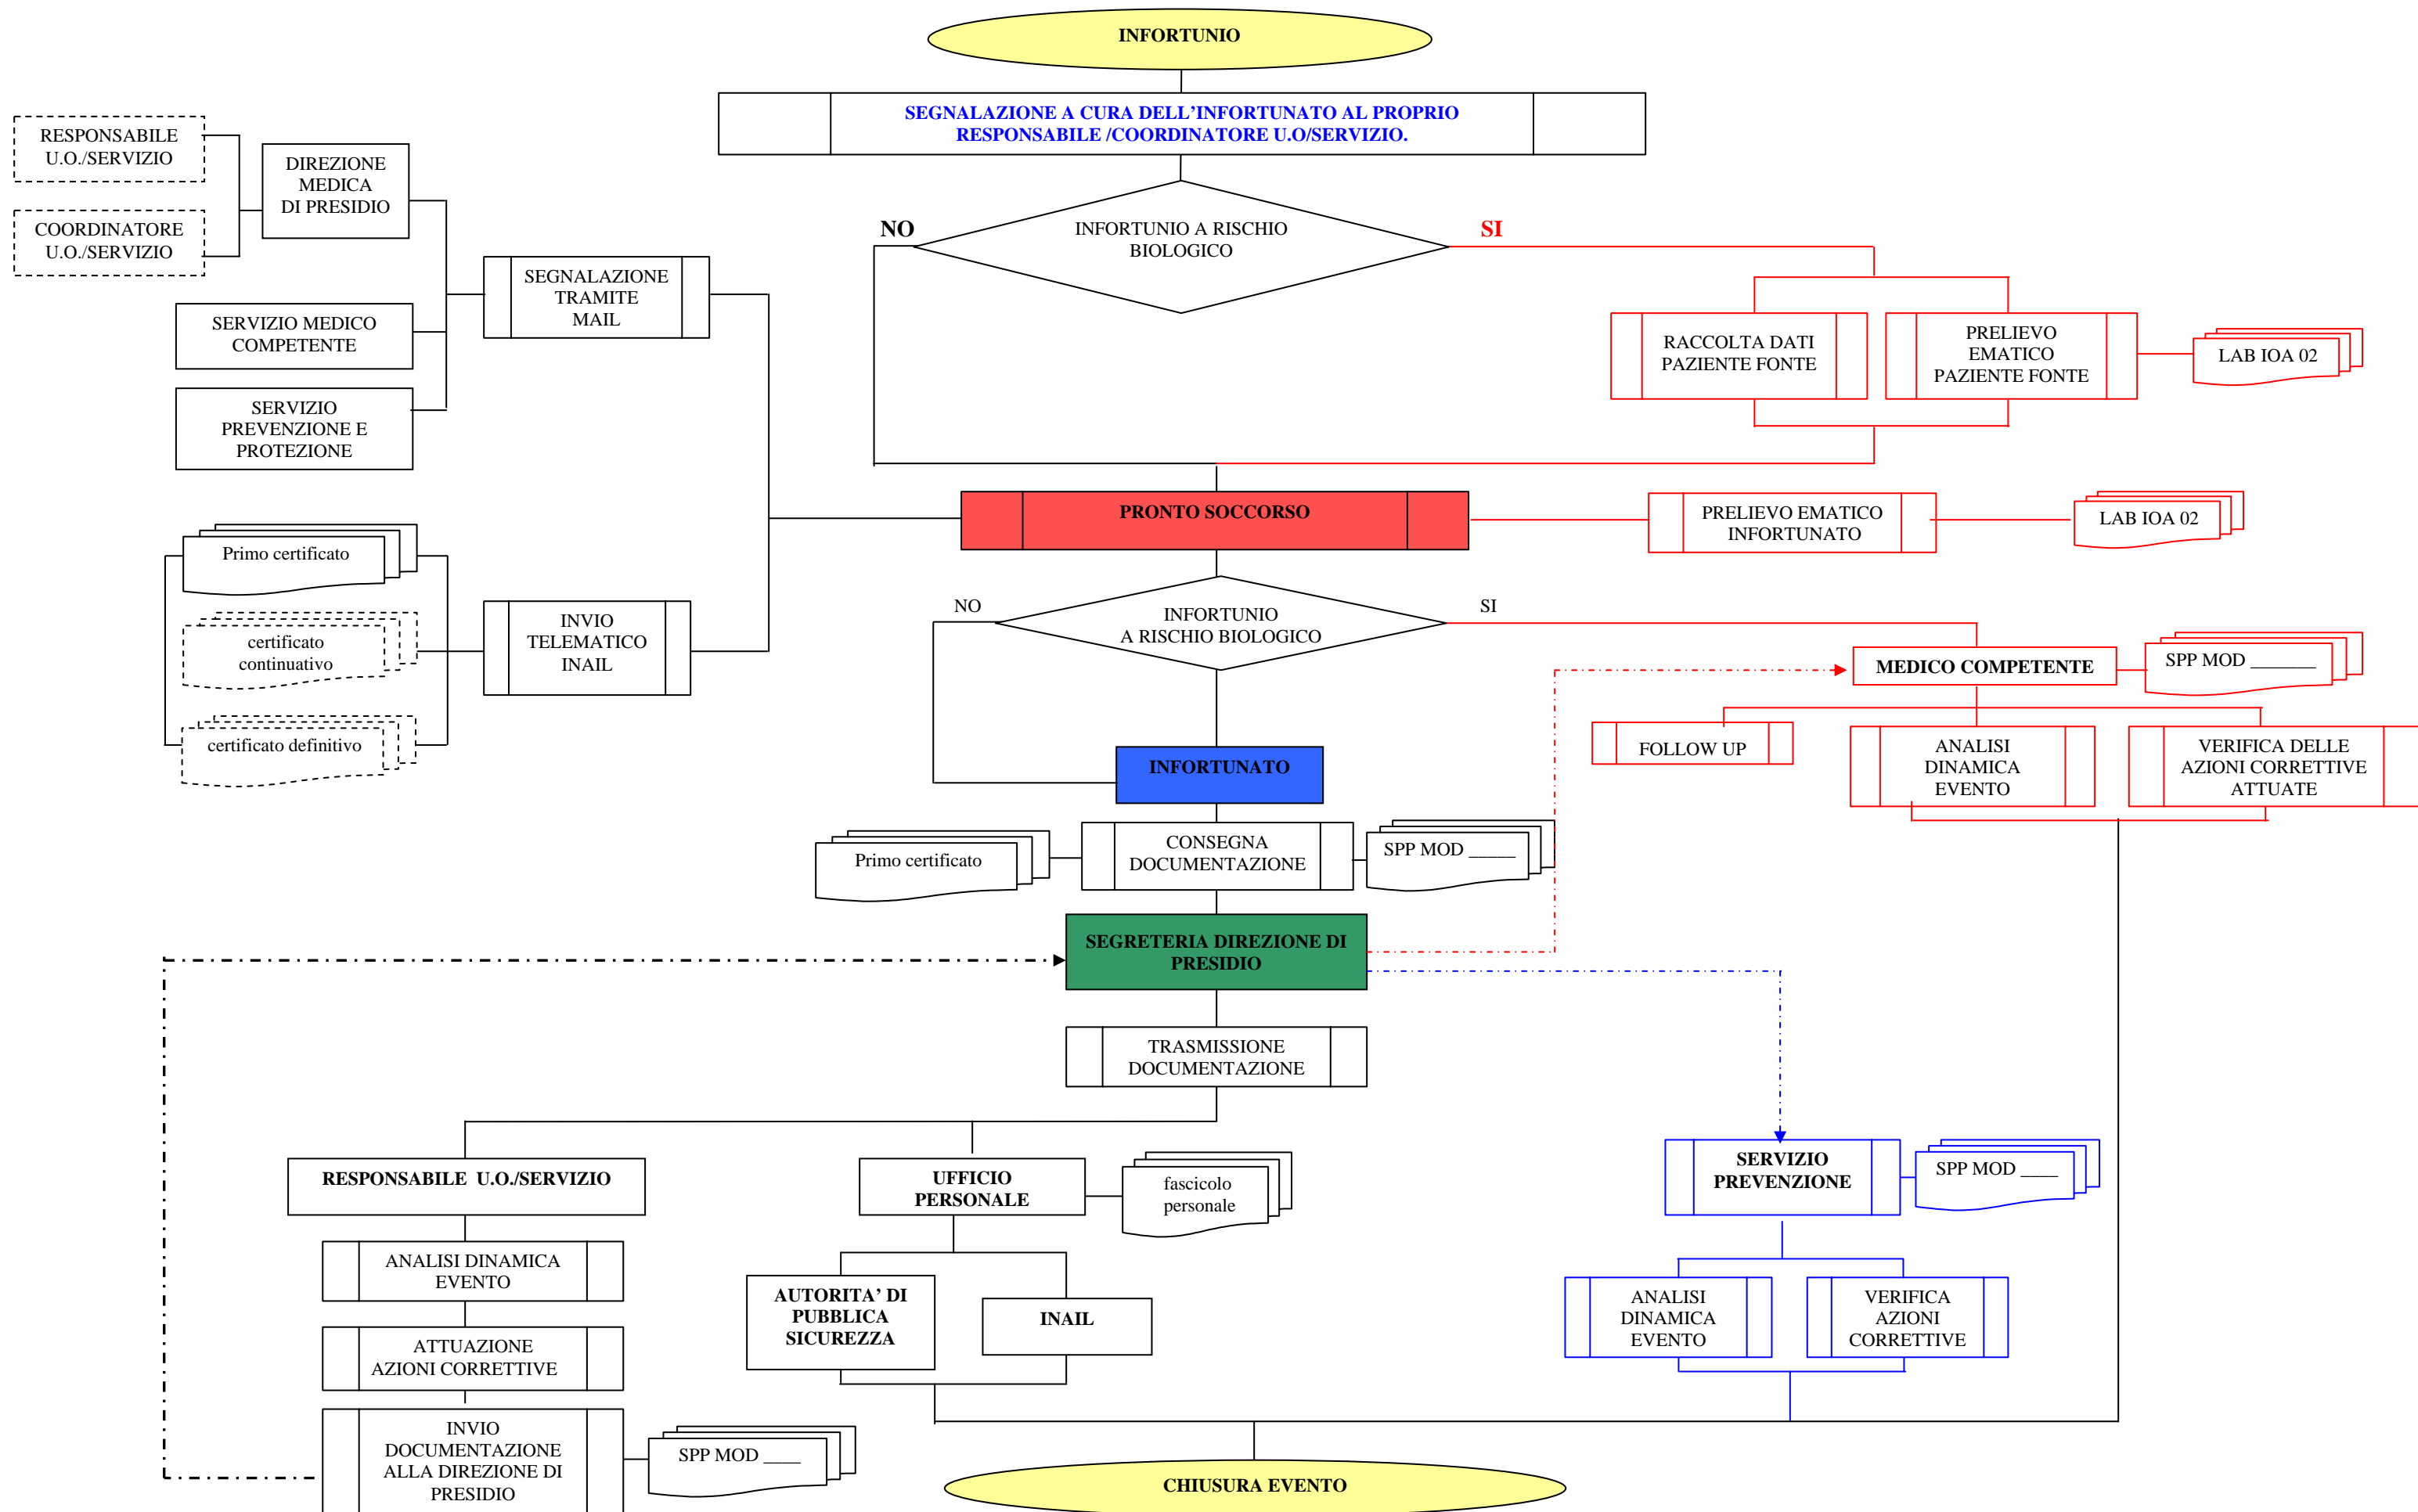 INFORTUNIO
SEGNALAZIONE A CURA DELL'INFORTUNATO AL PROPRIO
RESPONSABILE /COORDINATORE U.O/SERVIZIO.
RESPONSABILE
U.O./SERVIZIO
COORDINATORE
U.O./SERVIZIO
DIREZIONE
MEDICA
DI PRESIDIO
SERVIZIO MEDICO
COMPETENTE
SERVIZIO
PREVENZIONE E
PROTEZIONE
SEGNALAZIONE
TRAMITE
MAIL
NO
INFORTUNIO A RISCHIO
BIOLOGICO
SI
RACCOLTA DATI
PAZIENTE FONTE
PRELIEVO
EMATICO
PAZIENTE FONTE
LAB IOA 02
PRONTO SOCCORSO
PRELIEVO EMATICO
INFORTUNATO
LAB IOA 02
Primo certificato
certificato
continuativo
certificato definitivo
INVIO
TELEMATICO
INAIL
NO
INFORTUNIO
A RISCHIO BIOLOGICO
SI
MEDICO COMPETENTE
SPP MOD _______
FOLLOW UP
ANALISI
DINAMICA
EVENTO
VERIFICA DELLE
AZIONI CORRETTIVE
ATTUATE
INFORTUNATO
Primo certificato
CONSEGNA
DOCUMENTAZIONE
SPP MOD _____
SEGRETERIA DIREZIONE DI
PRESIDIO
TRASMISSIONE
DOCUMENTAZIONE
RESPONSABILE U.O./SERVIZIO
UFFICIO
PERSONALE
fascicolo
personale
SERVIZIO
PREVENZIONE
SPP MOD ____
ANALISI DINAMICA
EVENTO
ATTUAZIONE
AZIONI CORRETTIVE
INVIO
DOCUMENTAZIONE
ALLA DIREZIONE DI
PRESIDIO
SPP MOD ____
AUTORITA' DI
PUBBLICA
SICUREZZA
INAIL
ANALISI
DINAMICA
EVENTO
VERIFICA
AZIONI
CORRETTIVE
CHIUSURA EVENTO